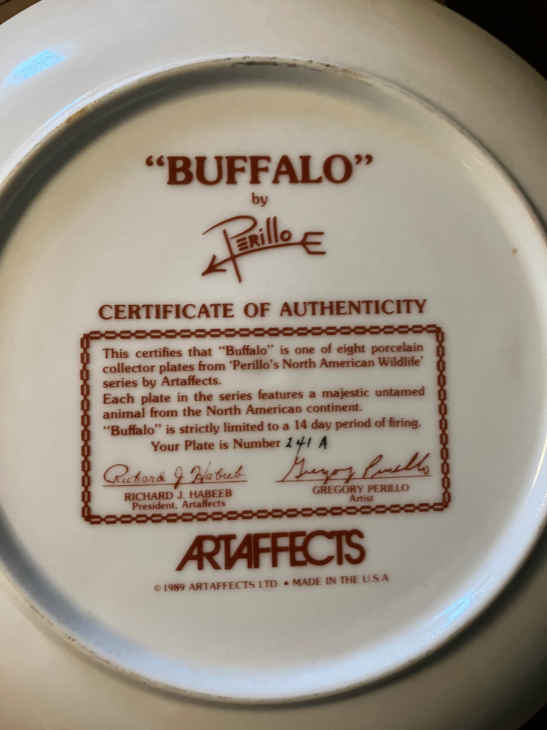 “BUFFALO”
by
PERillo
CERTIFICATE OF AUTHENTICITY
This certifies that “Buffalo” is one of eight porcelain
collector plates from ‘Perillo's North American Wildlife’
series by Artaffects.
Each plate in the series features a majestic untamed
animal from the North American continent.
“Buffalo” is strictly limited to a 14 day period of firing.
Your Plate is Number 241 A
Richard J Habeeb
Gregory Perillo
RICHARD J. HABEEB
President, Artaffects
GREGORY PERILLO
Artist
ARTAFFECTS
© 1989 ARTAFFECTS LTD. • MADE IN THE U.S.A